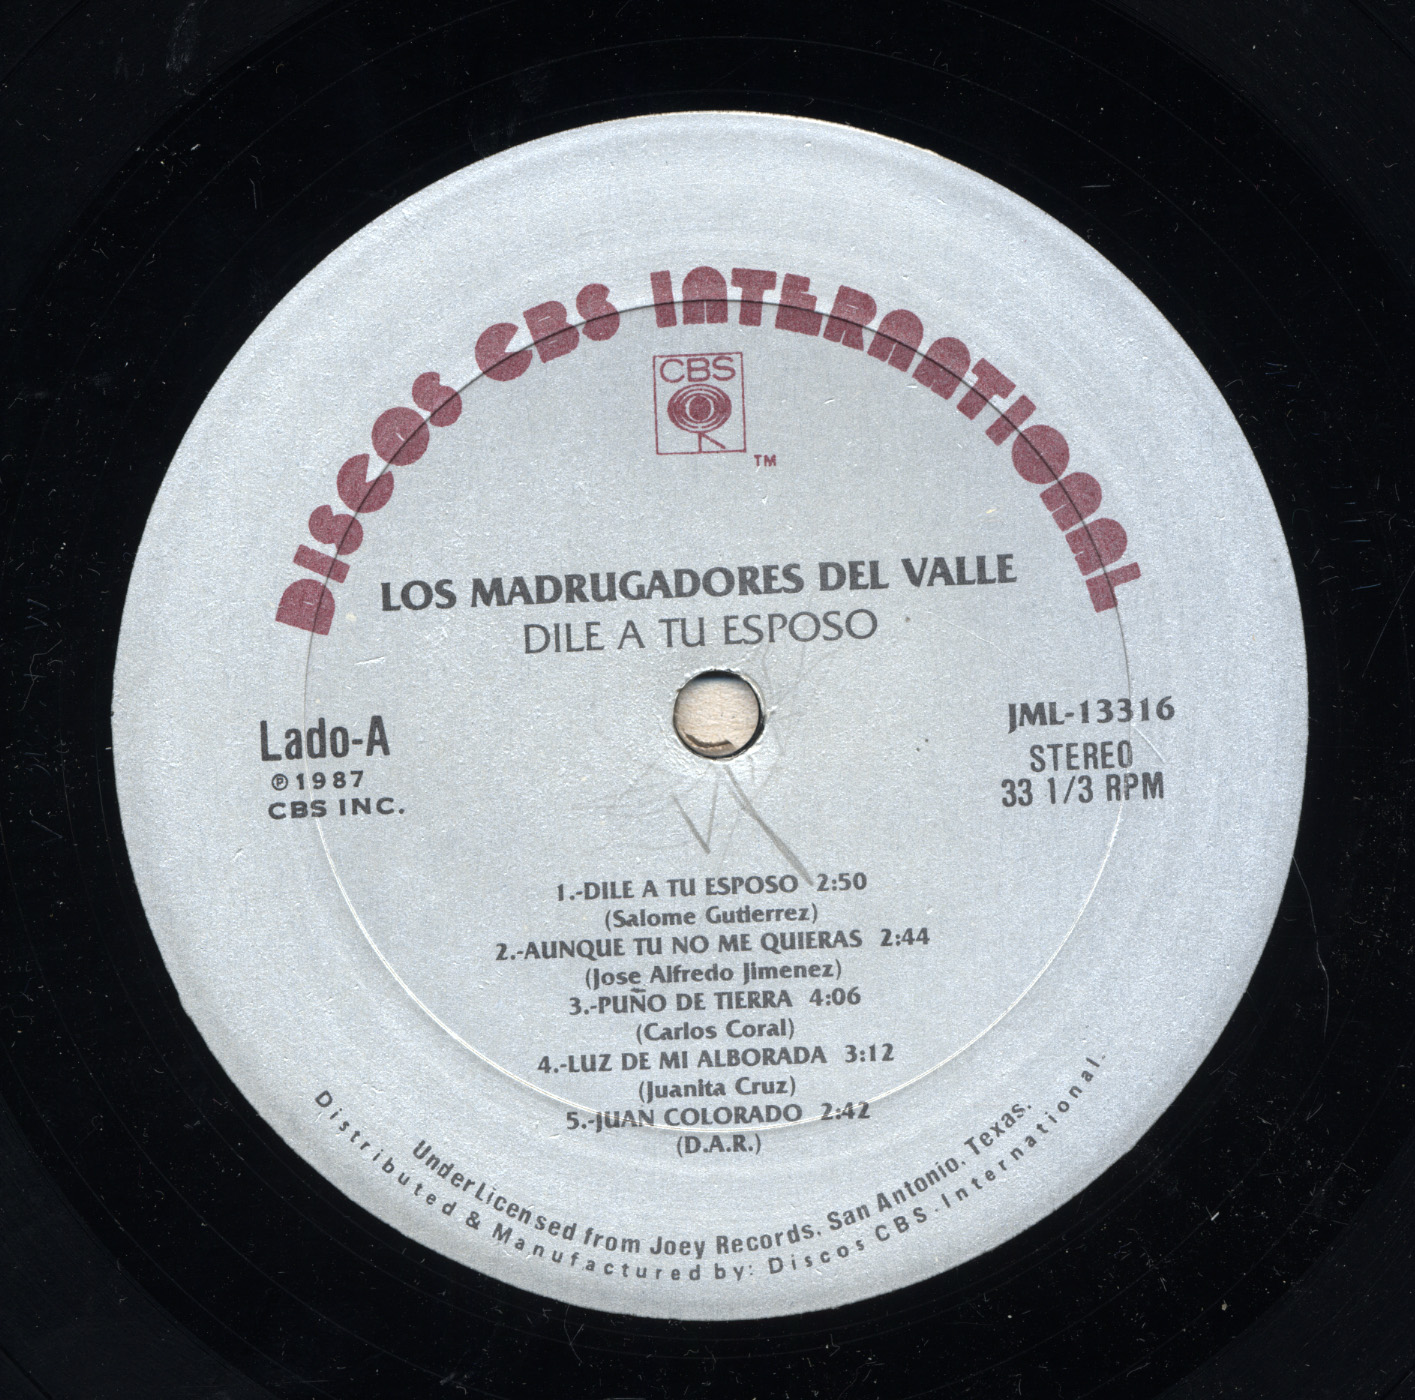 DISCOS CBS INTERNATIONAL
CBS
TM
LOS MADRUGADORES DEL VALLE
DILE A TU ESPOSO
Lado-A
℗ 1987
CBS INC.
JML-13316
STEREO
33 1/3 RPM
1.-DILE A TU ESPOSO 2:50
(Salome Gutierrez)
2.-AUNQUE TU NO ME QUIERAS 2:44
(Jose Alfredo Jimenez)
3.-PUÑO DE TIERRA 4:06
(Carlos Coral)
4.-LUZ DE MI ALBORADA 3:12
(Juanita Cruz)
5.-JUAN COLORADO 2:42
(D.A.R.)
Under Licensed from Joey Records. San Antonio. Texas.
Distributed & Manufactured by: Discos CBS. International.